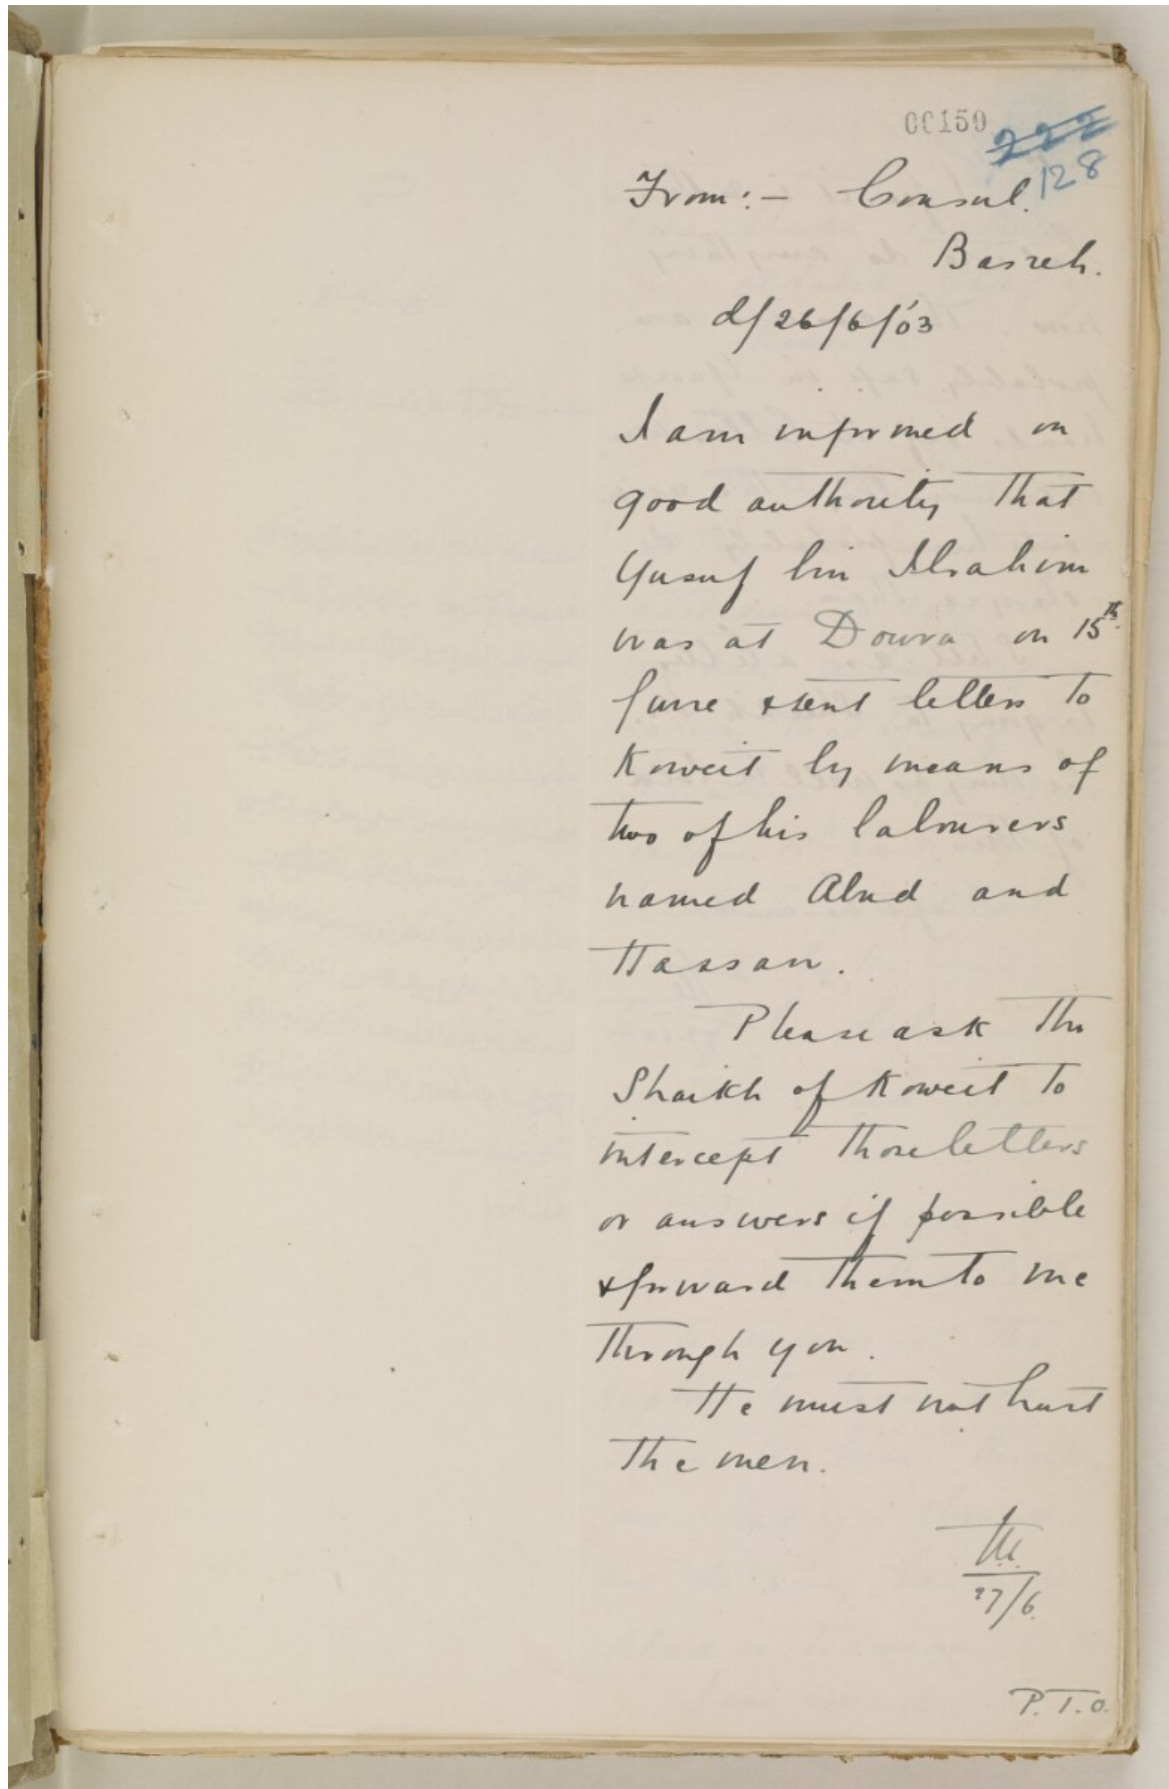 00150
222
128
From:- Consul.
Basreh.
d/26/6/'03
I am informed on
good authority that
Yusuf bin Ibrahim
was at Dowra on 15th
June & sent letters to
Koweit by means of
two of his labourers
named Abud and
Hassan.
Please ask the
Shaikh of Koweit to
intercept those letters
or answers if possible
& forward them to me
through you.
He must not hurt
the men.
27/6.
P.T.O.